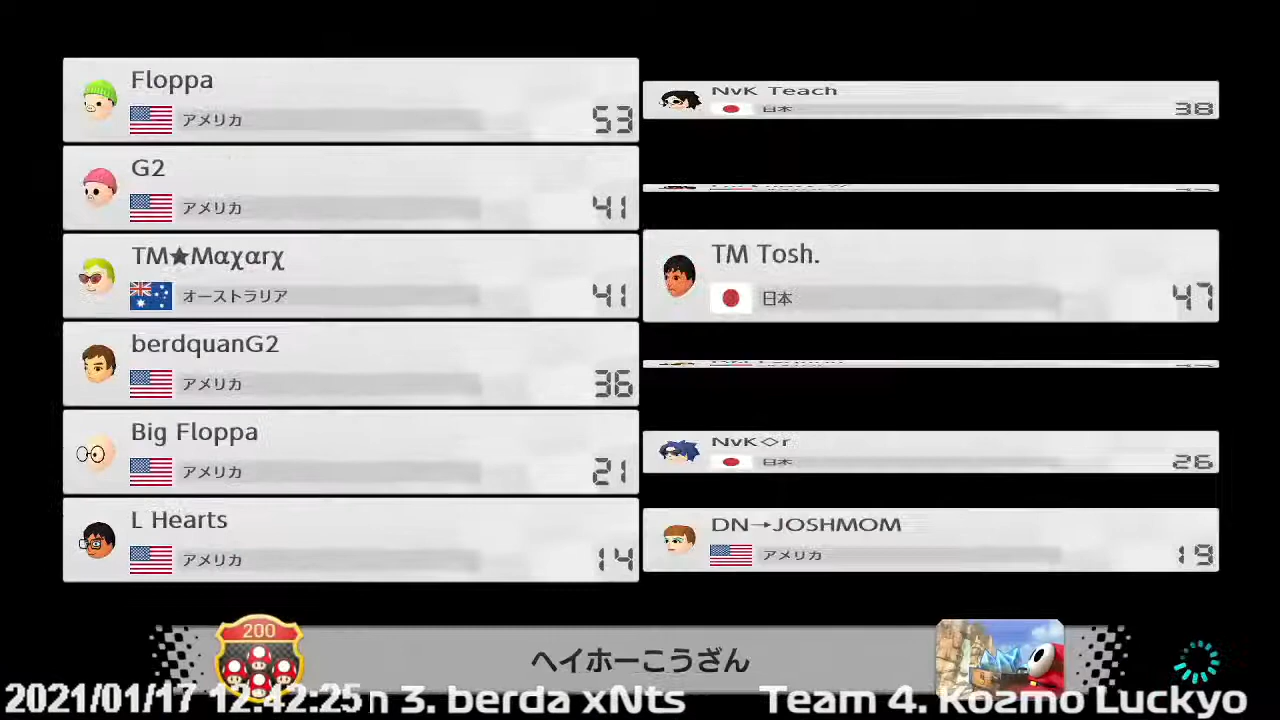 Floppa
アメリカ
53
G2
アメリカ
41
TM★Mαχαrχ
オーストラリア
41
berdquanG2
アメリカ
36
Big Floppa
アメリカ
21
L Hearts
アメリカ
14
NvK Teach
日本
38
TM Tosh.
日本
47
NvK◇r
日本
26
DN→JOSHMOM
アメリカ
19
200
ヘイホーこうざん
2021/01/17 12:42:25n 3. berda xNts Team 4. Kozmo Luckyo